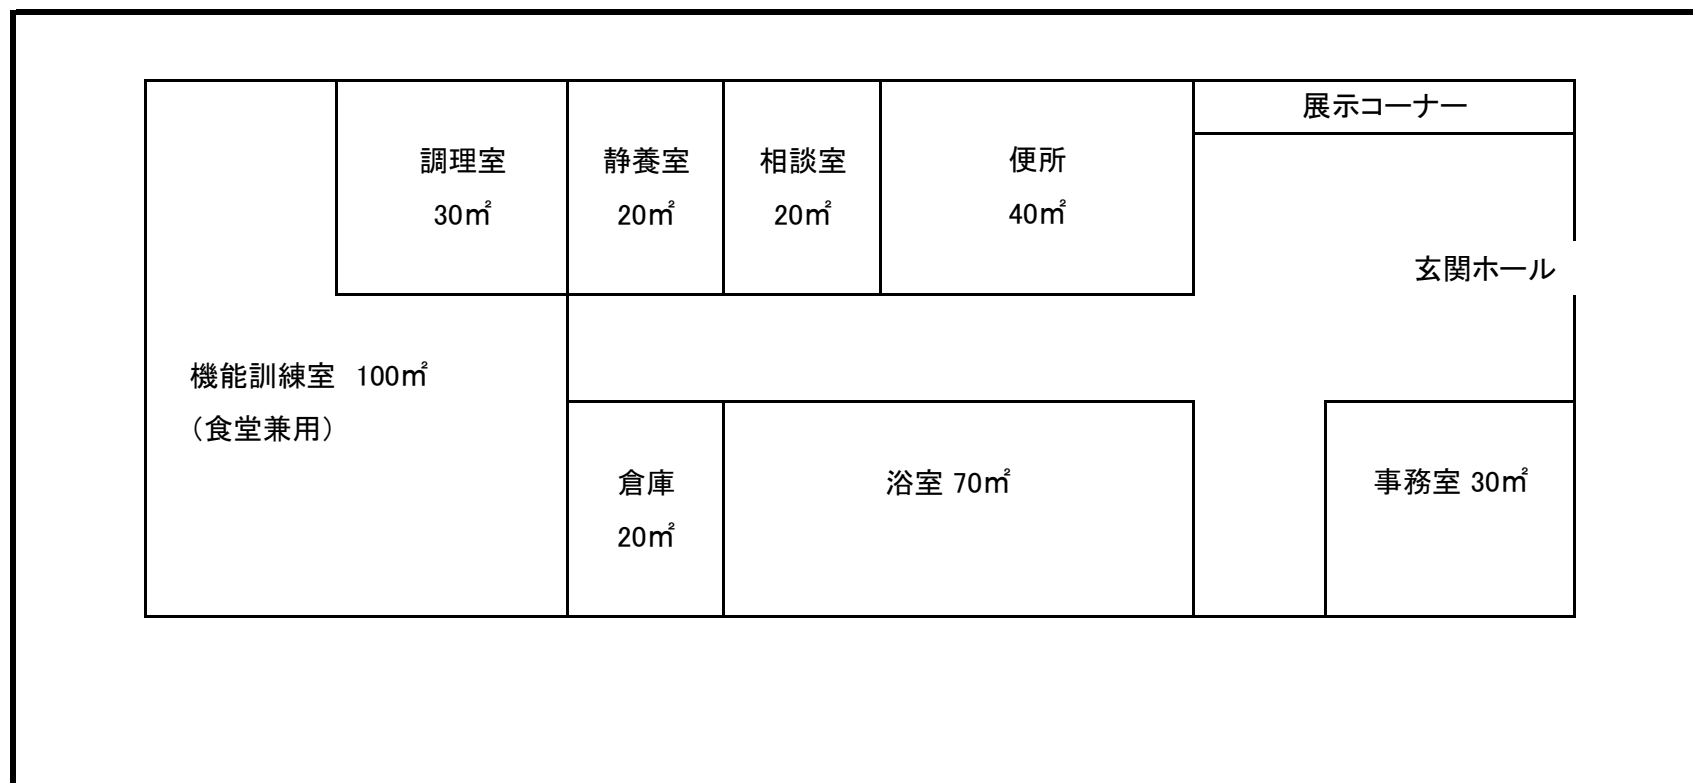 展示コーナー
調理室
30㎡
静養室
20㎡
相談室
20㎡
便所
40㎡
玄関ホール
機能訓練室　100㎡
（食堂兼用）
倉庫
20㎡
浴室 70㎡
事務室 30㎡